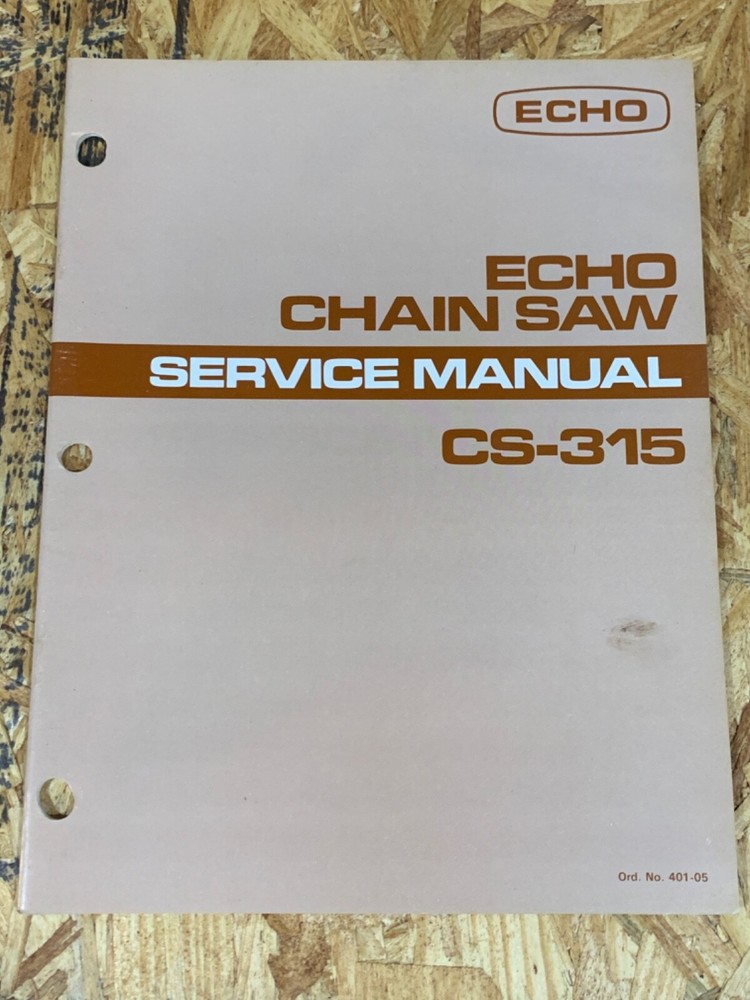 ECHO
ECHO
CHAIN SAW
SERVICE MANUAL
CS-315
Ord. No. 401-05